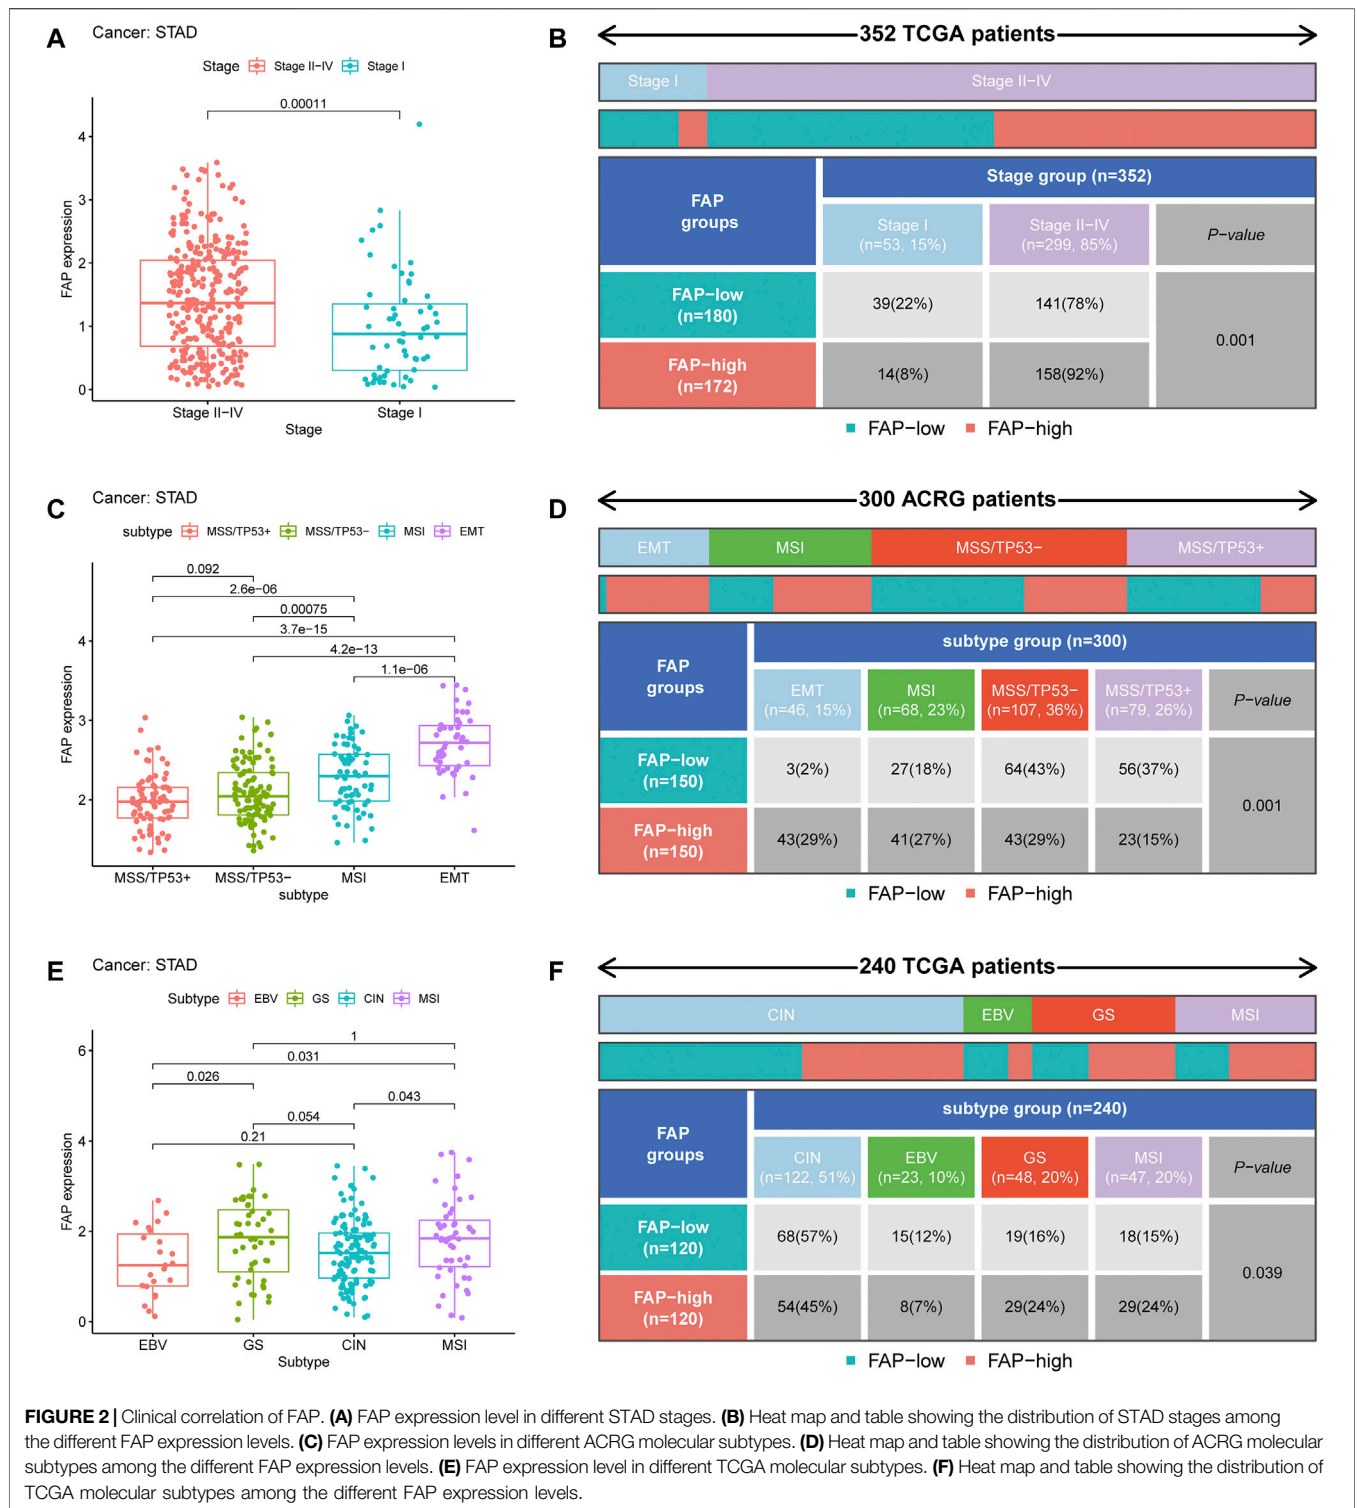 A
Cancer: STAD
Stage Stage II−IV Stage I
0.00011
4
3
2
1
0
FAP expression
Stage II−IV Stage I
Stage
B
352 TCGA patients
Stage I Stage II−IV
FAP groups
Stage group (n=352)
Stage I
(n=53, 15%)
Stage II−IV
(n=299, 85%)
P−value
FAP−low
(n=180)
39(22%) 141(78%)
0.001
FAP−high
(n=172)
14(8%) 158(92%)
FAP−low FAP−high
C
Cancer: STAD
subtype MSS/TP53+ MSS/TP53− MSI EMT
0.092
2.6e−06
0.00075
3.7e−15
4.2e−13
1.1e−06
4
3
2
FAP expression
MSS/TP53+ MSS/TP53− MSI EMT
subtype
D
300 ACRG patients
EMT MSI MSS/TP53− MSS/TP53+
FAP
groups
subtype group (n=300)
EMT
(n=46, 15%)
MSI
(n=68, 23%)
MSS/TP53−
(n=107, 36%)
MSS/TP53+
(n=79, 26%)
P−value
FAP−low
(n=150)
3(2%) 27(18%) 64(43%) 56(37%)
0.001
FAP−high
(n=150)
43(29%) 41(27%) 43(29%) 23(15%)
FAP−low FAP−high
E
Cancer: STAD
Subtype EBV GS CIN MSI
1
0.031
0.026
0.043
0.054
0.21
6
4
2
0
FAP expression
EBV GS CIN MSI
Subtype
F
240 TCGA patients
CIN EBV GS MSI
FAP
groups
subtype group (n=240)
CIN
(n=122, 51%)
EBV
(n=23, 10%)
GS
(n=48, 20%)
MSI
(n=47, 20%)
P−value
FAP−low
(n=120)
68(57%) 15(12%) 19(16%) 18(15%)
0.039
FAP−high
(n=120)
54(45%) 8(7%) 29(24%) 29(24%)
FAP−low FAP−high
FIGURE 2 | Clinical correlation of FAP. (A) FAP expression level in different STAD stages. (B) Heat map and table showing the distribution of STAD stages among
the different FAP expression levels. (C) FAP expression levels in different ACRG molecular subtypes. (D) Heat map and table showing the distribution of ACRG molecular
subtypes among the different FAP expression levels. (E) FAP expression level in different TCGA molecular subtypes. (F) Heat map and table showing the distribution of
TCGA molecular subtypes among the different FAP expression levels.